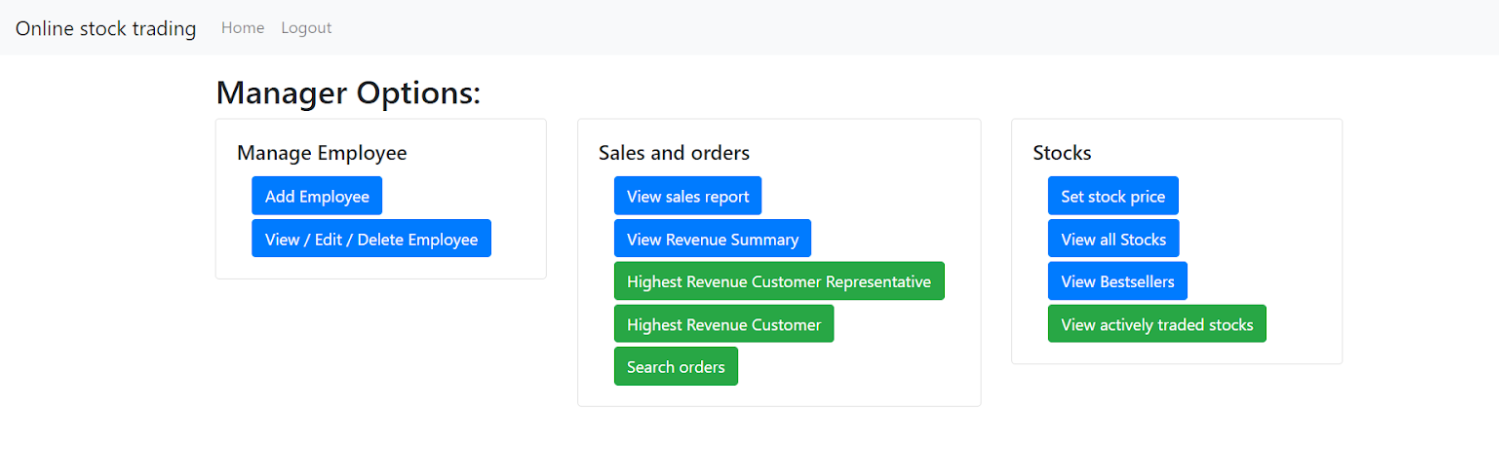 Online stock trading Home Logout
Manager Options:
Manage Employee
Add Employee
View / Edit / Delete Employee
Sales and orders
View sales report
View Revenue Summary
Highest Revenue Customer Representative
Highest Revenue Customer
Search orders
Stocks
Set stock price
View all Stocks
View Bestsellers
View actively traded stocks